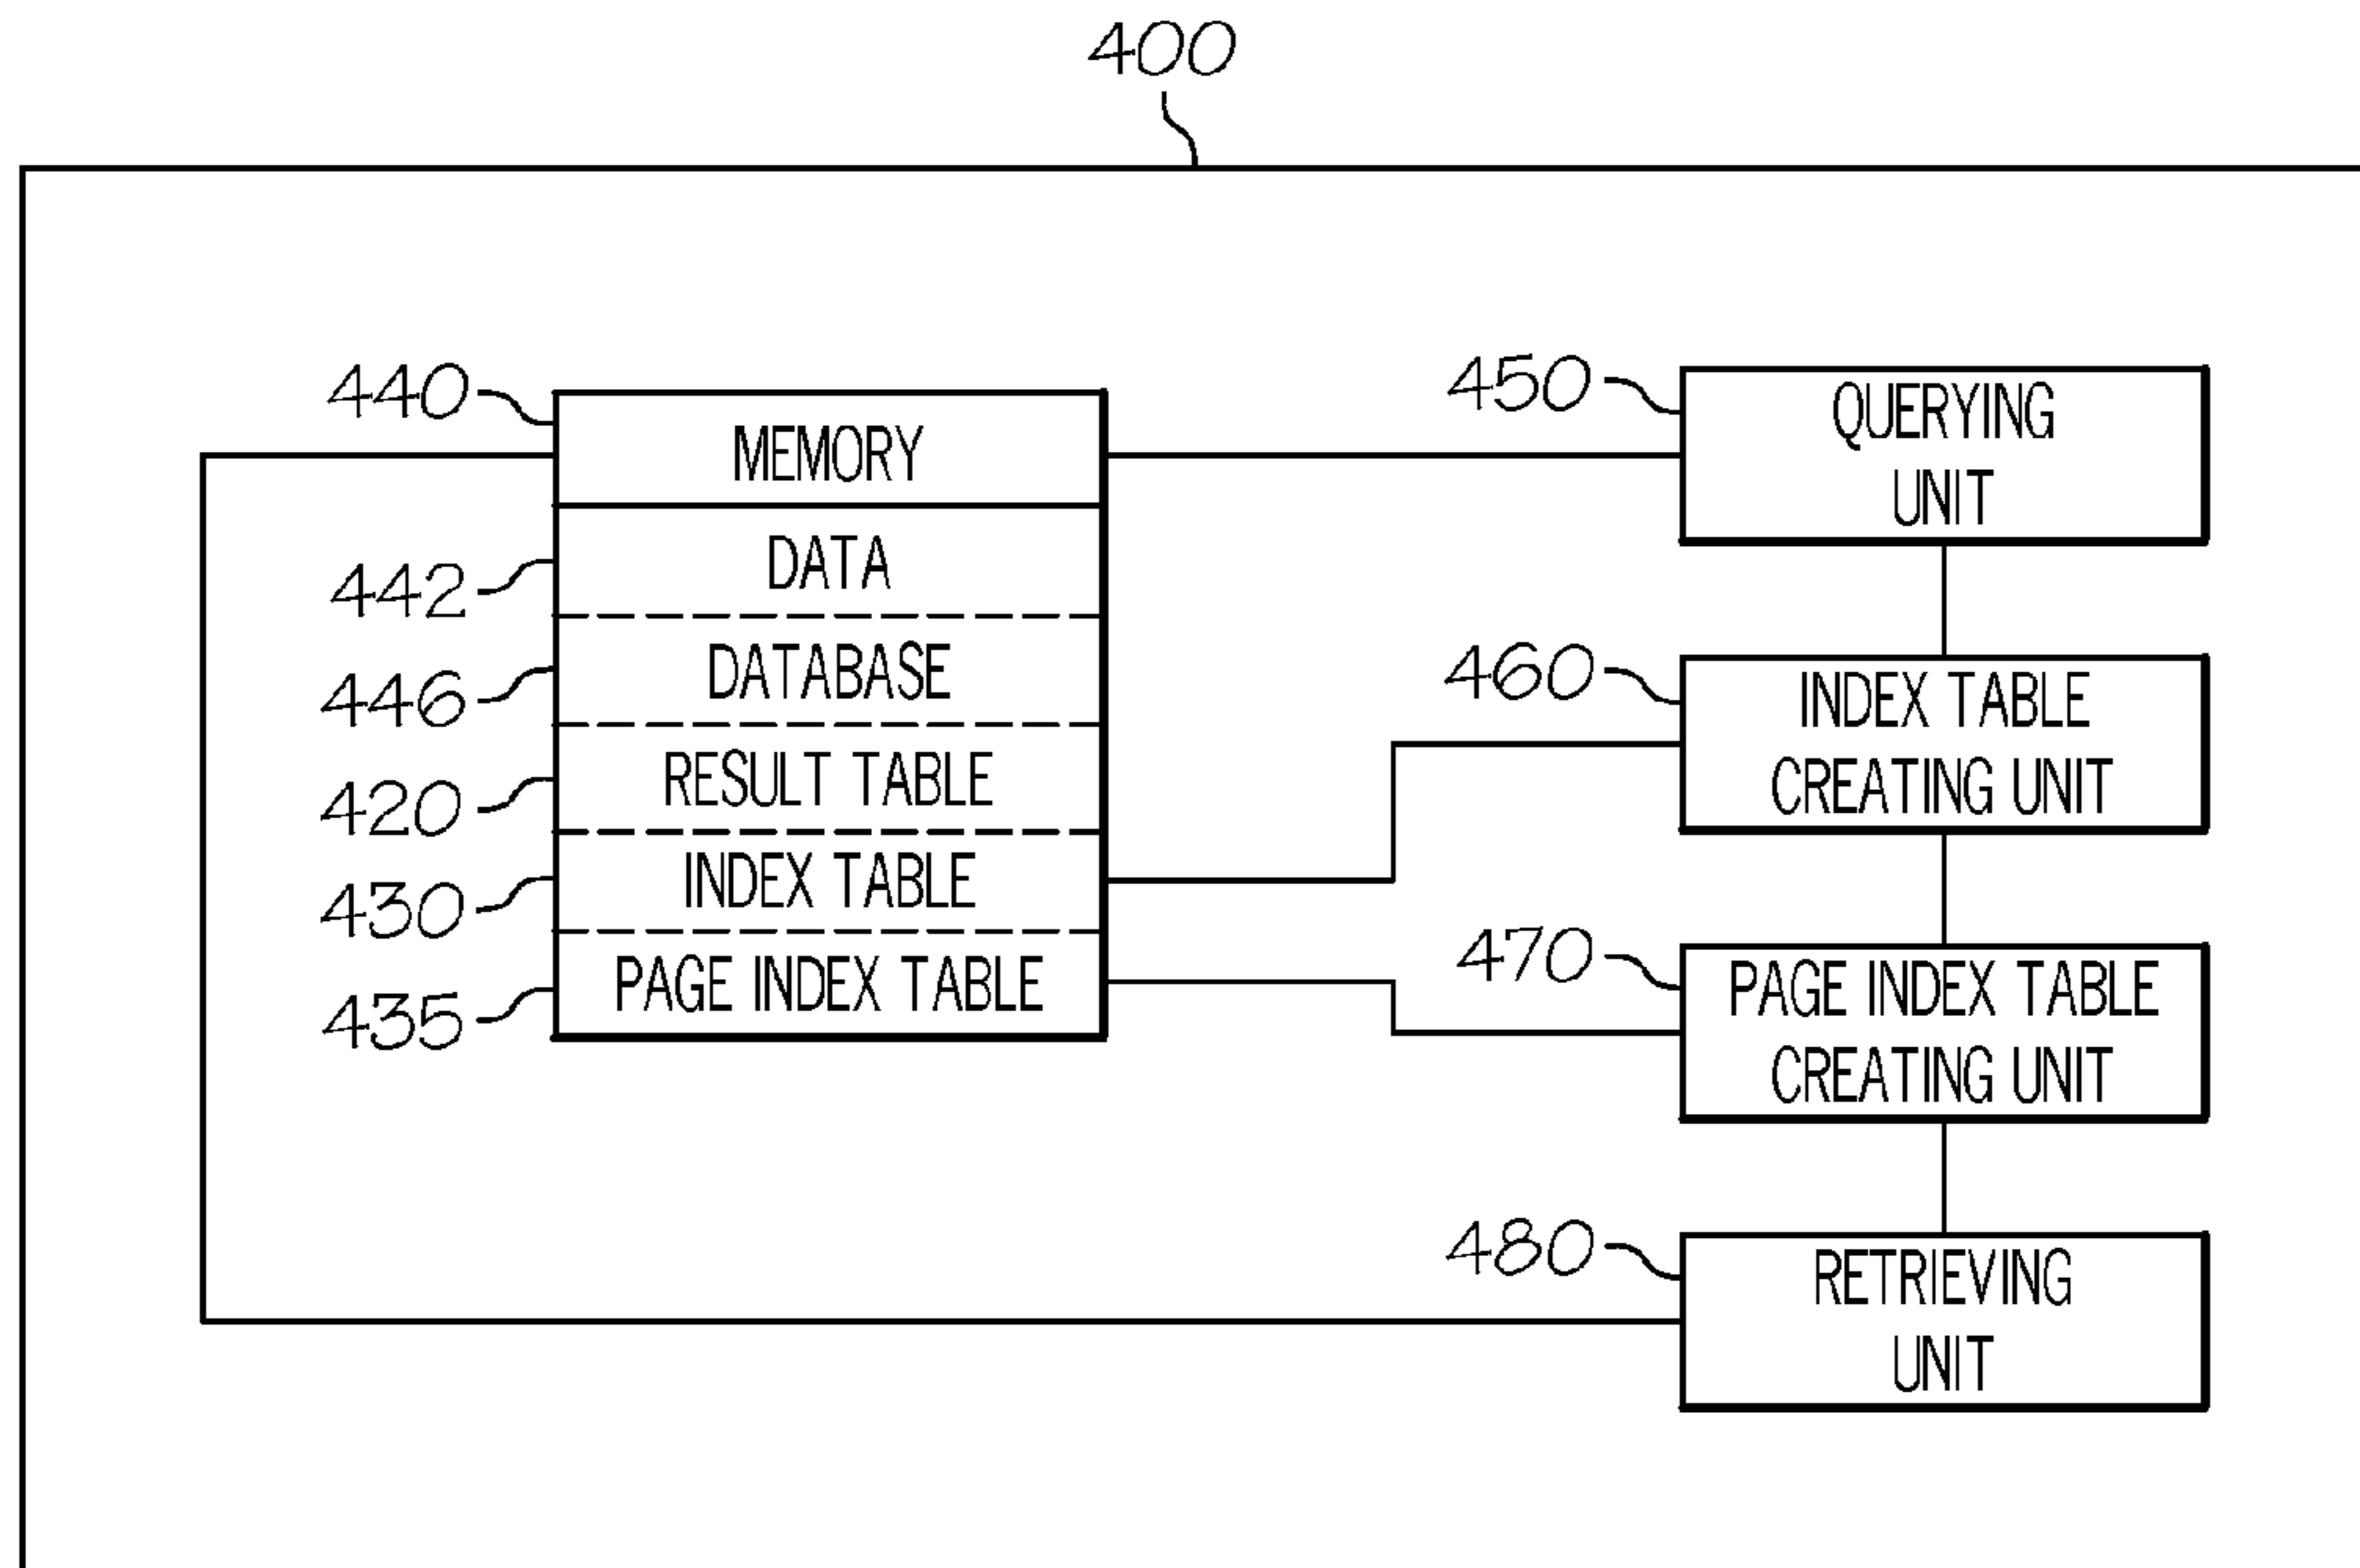 400
440
MEMORY
442
DATA
446
DATABASE
420
RESULT TABLE
430
INDEX TABLE
435
PAGE INDEX TABLE
450
QUERYING
UNIT
460
INDEX TABLE
CREATING UNIT
470
PAGE INDEX TABLE
CREATING UNIT
480
RETRIEVING
UNIT